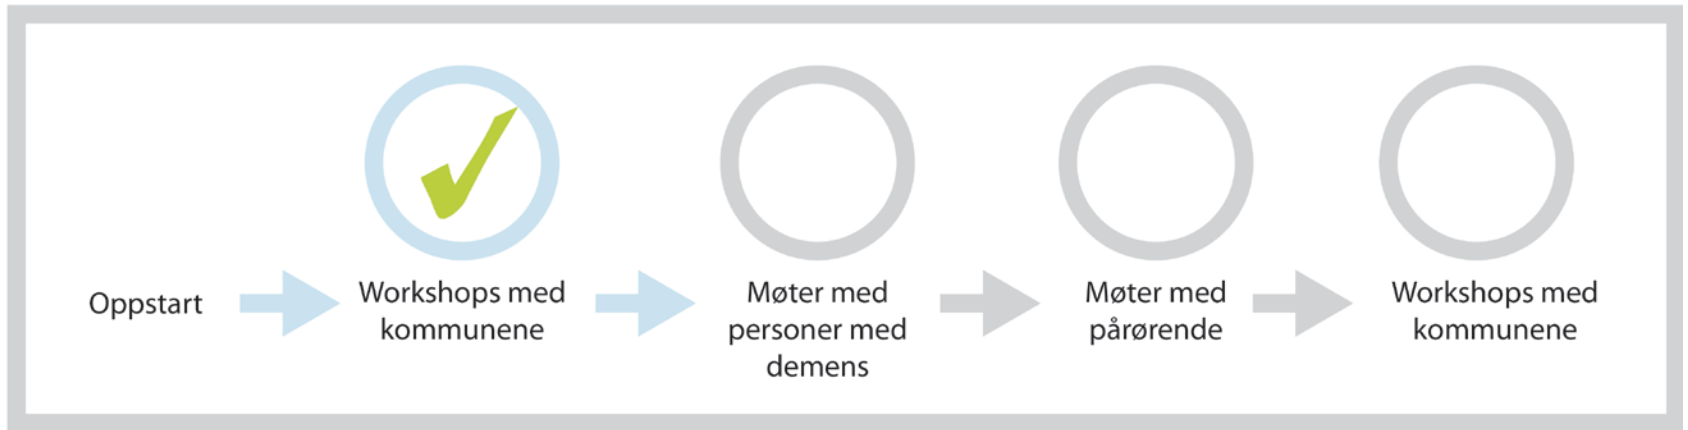 Oppstart
Workshops med
kommunene
Møter med
personer med
demens
Møter med
pårørende
Workshops med
kommunene